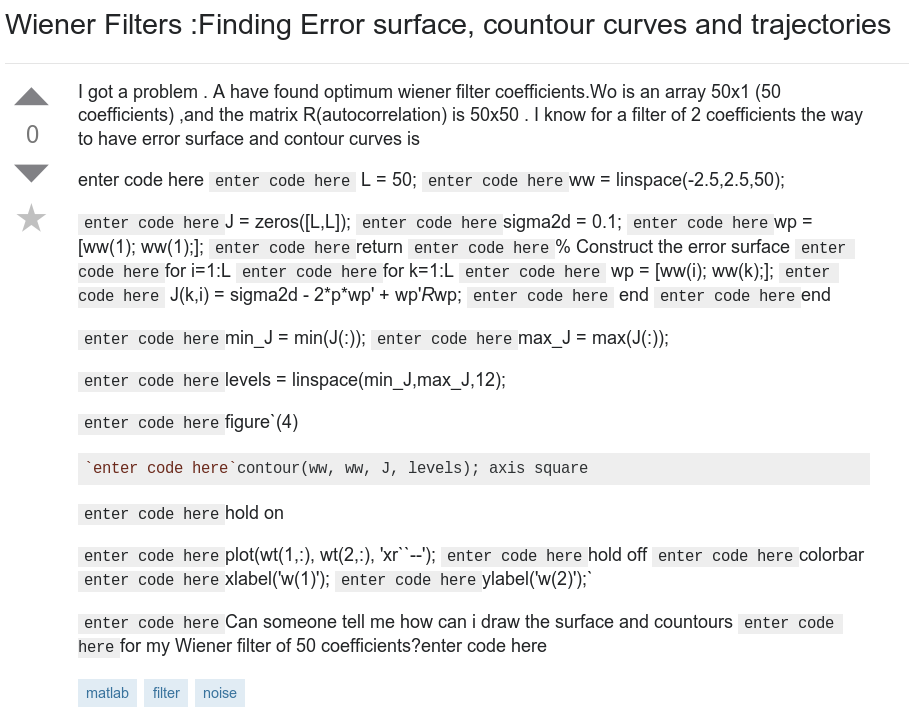 Wiener Filters :Finding Error surface, countour curves and trajectories
I got a problem . A have found optimum wiener filter coefficients.Wo is an array 50x1 (50
0
coefficients) ,and the matrix R(autocorrelation) is 50x50 . I know for a filter of 2 coefficients the way
to have error surface and contour curves is
enter code here enter code here L = 50; enter code here ww = linspace(-2.5,2.5,50);
enter code here J = zeros([L,L]); enter code here sigma2d = 0.1; enter code here wp =
[ww(1); ww(1);]; enter code here return enter code here % Construct the error surface enter
code here for i=1:L enter code here for k=1:L enter code here wp = [ww(i); ww(k);]; enter
code here J(k,i) = sigma2d - 2*p*wp' + wp'Rwp; enter code here end enter code here end
enter code here min_J = min(J(:)); enter code here max_J = max(J(:));
enter code here levels = linspace(min_J,max_J,12);
enter code here figure`(4)
`enter code here`contour(ww, ww, J, levels); axis square
enter code here hold on
enter code here plot(wt(1,:), wt(2,:), 'xr``--'); enter code here hold off enter code here colorbar
enter code here xlabel('w(1)'); enter code here ylabel('w(2)');`
enter code here Can someone tell me how can i draw the surface and countours enter code
here for my Wiener filter of 50 coefficients?enter code here
matlab filter noise